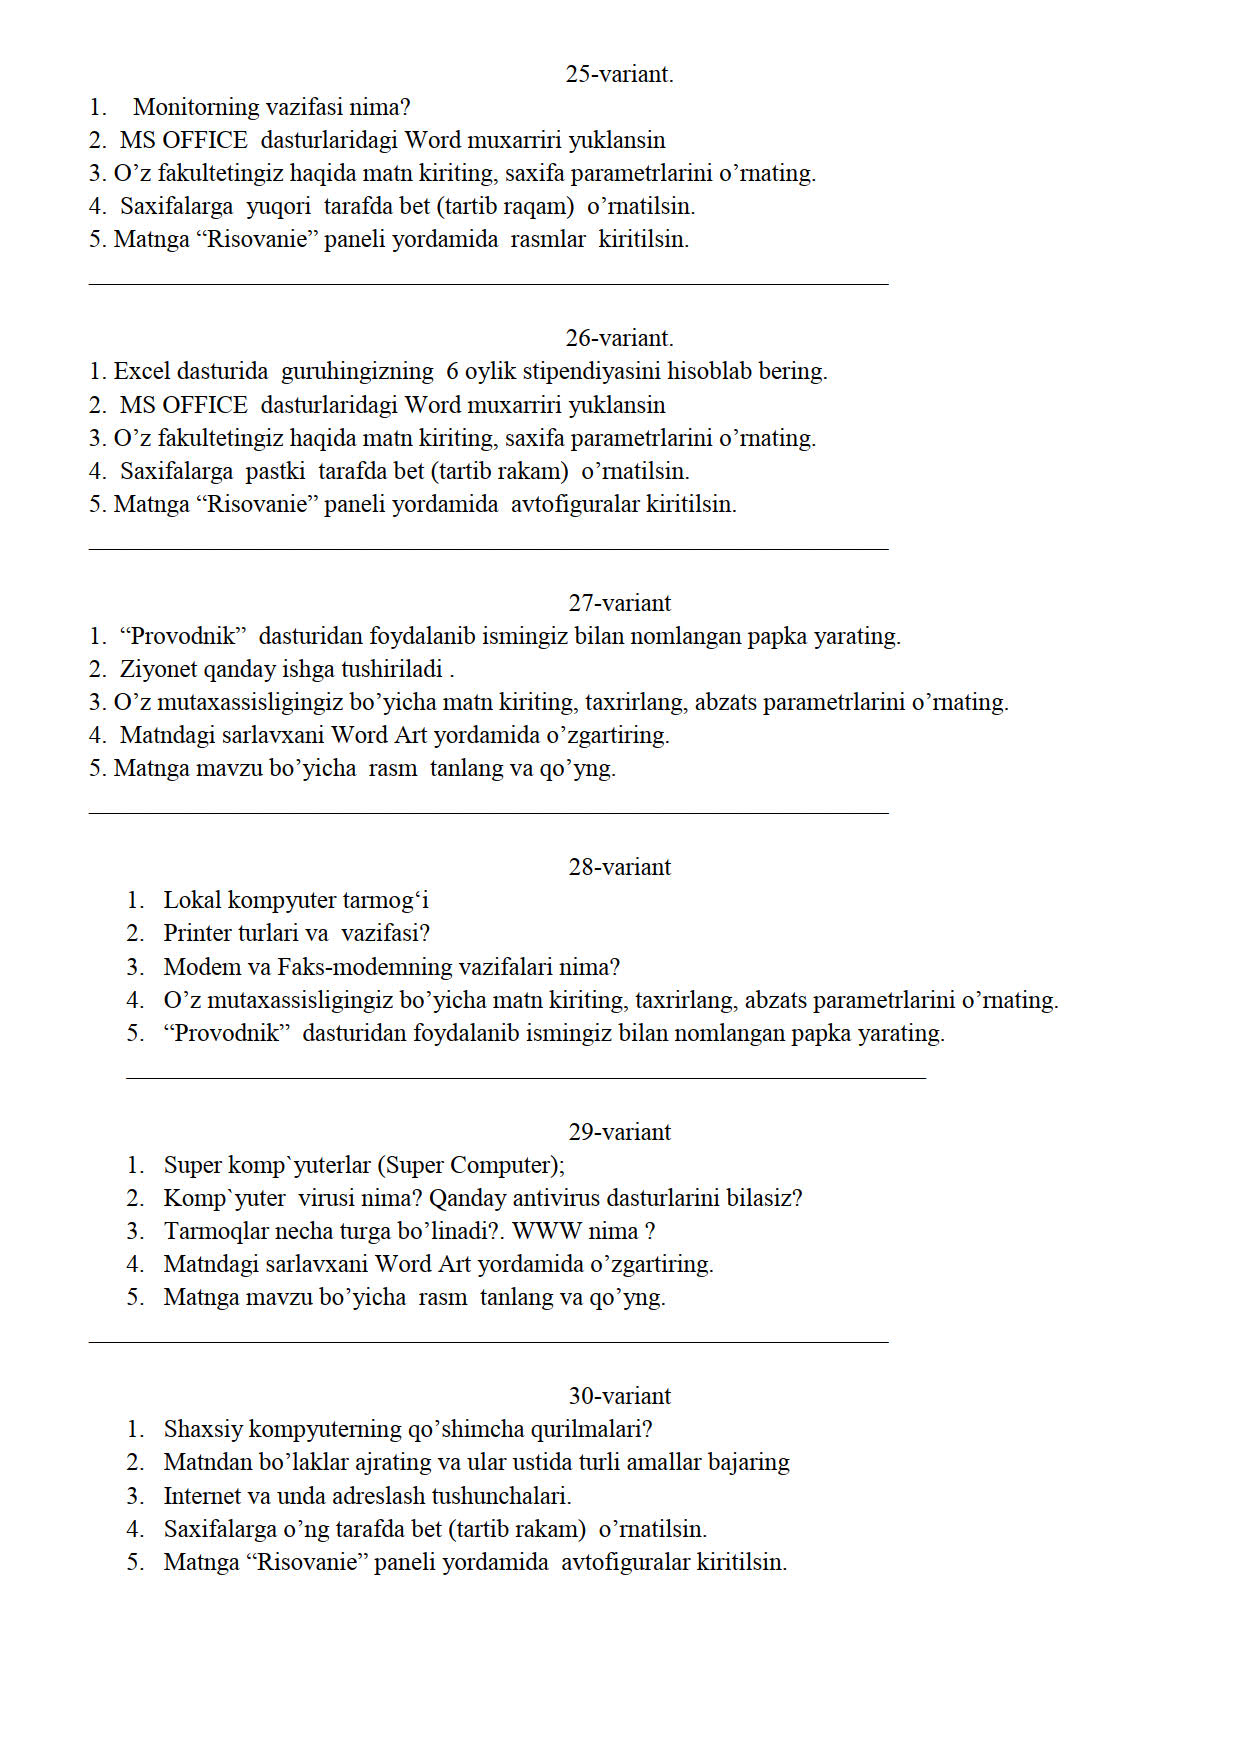 25-variant.
1. Monitorning vazifasi nima?
2. MS OFFICE dasturlaridagi Word muxarriri yuklansin
3. O’z fakultetingiz haqida matn kiriting, saxifa parametrlarini o’rnating.
4. Saxifalarga yuqori tarafda bet (tartib raqam) o’rnatilsin.
5. Matnga “Risovanie” paneli yordamida rasmlar kiritilsin.
26-variant.
1. Excel dasturida guruhingizning 6 oylik stipendiyasini hisoblab bering.
2. MS OFFICE dasturlaridagi Word muxarriri yuklansin
3. O’z fakultetingiz haqida matn kiriting, saxifa parametrlarini o’rnating.
4. Saxifalarga pastki tarafda bet (tartib rakam) o’rnatilsin.
5. Matnga “Risovanie” paneli yordamida avtofiguralar kiritilsin.
27-variant
1. “Provodnik” dasturidan foydalanib ismingiz bilan nomlangan papka yarating.
2. Ziyonet qanday ishga tushiriladi .
3. O’z mutaxassisligingiz bo’yicha matn kiriting, taxrirlang, abzats parametrlarini o’rnating.
4. Matndagi sarlavxani Word Art yordamida o’zgartiring.
5. Matnga mavzu bo’yicha rasm tanlang va qo’yng.
28-variant
1. Lokal kompyuter tarmog‘i
2. Printer turlari va vazifasi?
3. Modem va Faks-modemning vazifalari nima?
4. O’z mutaxassisligingiz bo’yicha matn kiriting, taxrirlang, abzats parametrlarini o’rnating.
5. “Provodnik” dasturidan foydalanib ismingiz bilan nomlangan papka yarating.
29-variant
1. Super komp`yuterlar (Super Computer);
2. Komp`yuter virusi nima? Qanday antivirus dasturlarini bilasiz?
3. Tarmoqlar necha turga bo’linadi?. WWW nima ?
4. Matndagi sarlavxani Word Art yordamida o’zgartiring.
5. Matnga mavzu bo’yicha rasm tanlang va qo’yng.
30-variant
1. Shaxsiy kompyuterning qo’shimcha qurilmalari?
2. Matndan bo’laklar ajrating va ular ustida turli amallar bajaring
3. Internet va unda adreslash tushunchalari.
4. Saxifalarga o’ng tarafda bet (tartib rakam) o’rnatilsin.
5. Matnga “Risovanie” paneli yordamida avtofiguralar kiritilsin.